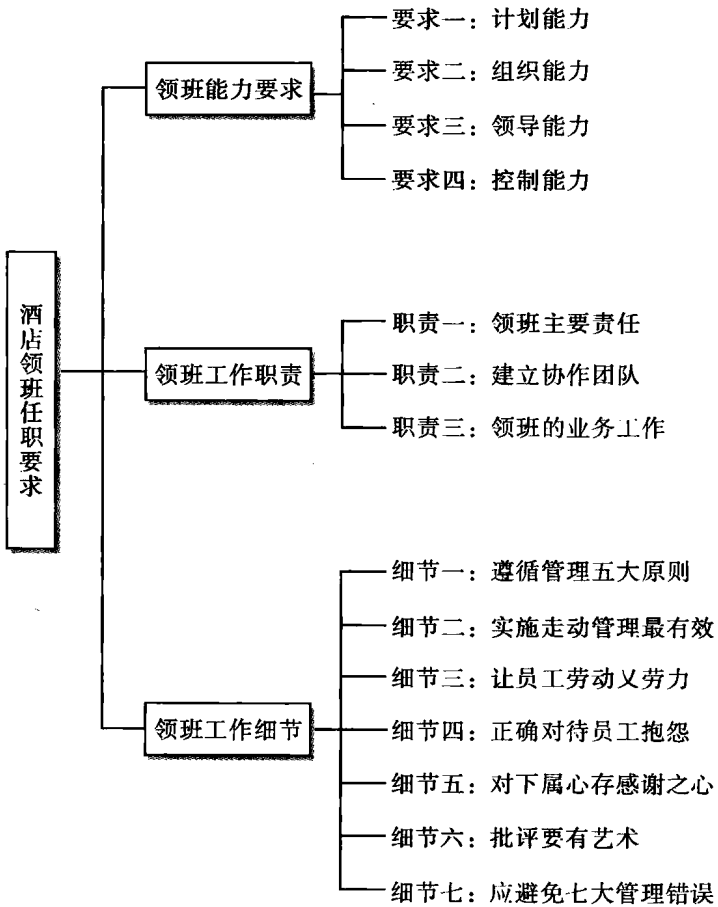 酒店领班任职要求
领班能力要求
要求一：计划能力
要求二：组织能力
要求三：领导能力
要求四：控制能力
领班工作职责
职责一：领班主要责任
职责二：建立协作团队
职责三：领班的业务工作
领班工作细节
细节一：遵循管理五大原则
细节二：实施走动管理最有效
细节三：让员工劳动又劳力
细节四：正确对待员工抱怨
细节五：对下属心存感谢之心
细节六：批评要有艺术
细节七：应避免七大管理错误